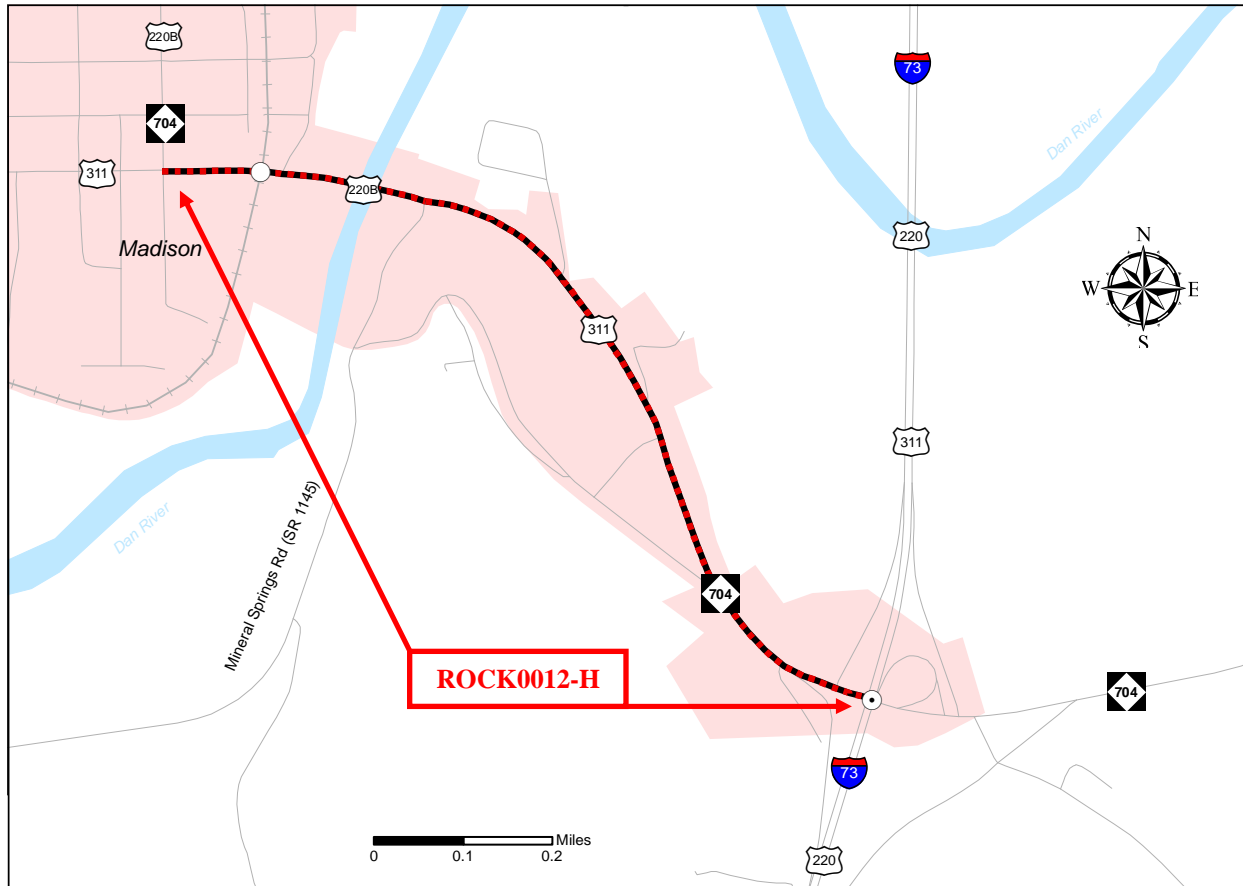 220B
73
704
Dan River
311
220B
220
N
Madison
W
E
S
311
311
Dan River
Mineral Springs Rd (SR 1145)
704
ROCK0012-H
704
73
Miles
0
0.1
0.2
220